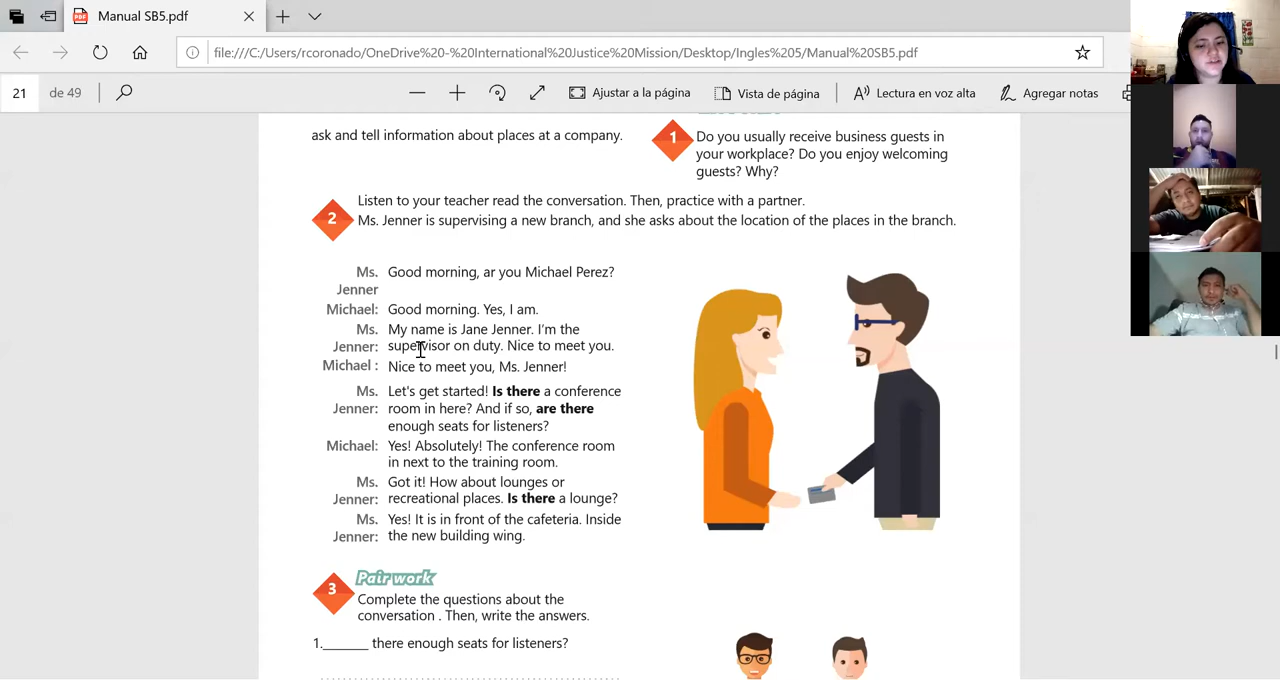 Manual SB5.pdf
file:///C:/Users/rcoronado/OneDrive%20-%20International%20Justice%20Mission/Desktop/Ingles%205/Manual%20SB5.pdf
21 de 49
Ajustar a la página
Vista de página
Lectura en voz alta
Agregar notas
ask and tell information about places at a company.
1
Do you usually receive business guests in
your workplace? Do you enjoy welcoming
guests? Why?
2
Listen to your teacher read the conversation. Then, practice with a partner.
Ms. Jenner is supervising a new branch, and she asks about the location of the places in the branch.
Ms. Good morning, ar you Michael Perez?
Jenner
Michael: Good morning. Yes, I am.
Ms. My name is Jane Jenner. I'm the
Jenner: supervisor on duty. Nice to meet you.
Michael : Nice to meet you, Ms. Jenner!
Ms. Let's get started! Is there a conference
Jenner: room in here? And if so, are there
enough seats for listeners?
Michael: Yes! Absolutely! The conference room
in next to the training room.
Ms. Got it! How about lounges or
Jenner: recreational places. Is there a lounge?
Ms. Yes! It is in front of the cafeteria. Inside
Jenner: the new building wing.
3
Pair work
Complete the questions about the
conversation . Then, write the answers.
1.______ there enough seats for listeners?